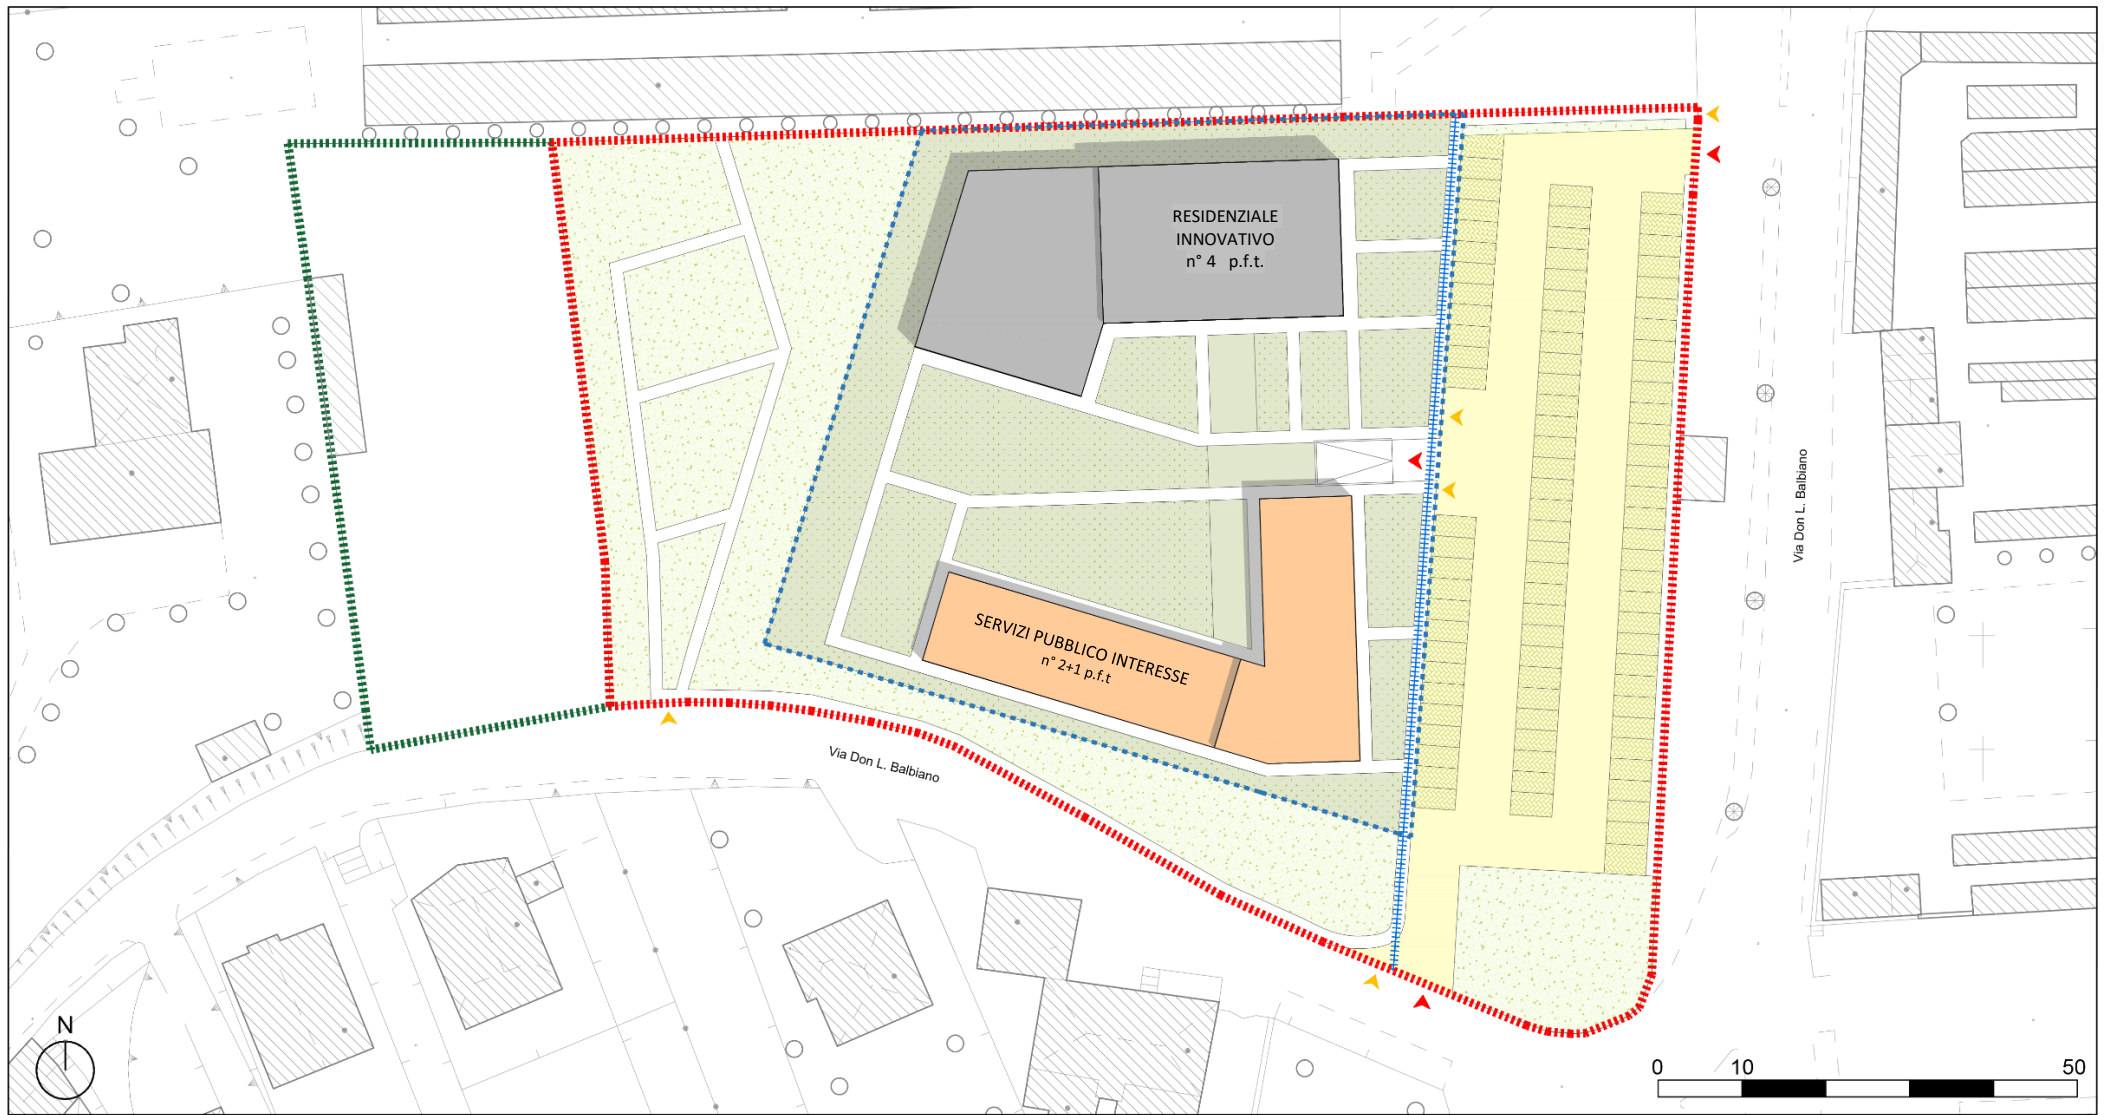 RESIDENZIALE
INNOVATIVO
n° 4 p.f.t.
SERVIZI PUBBLICO INTERESSE
n° 2+1 p.f.t
Via Don L. Balbiano
Via Don L. Balbiano
N
0 10 50